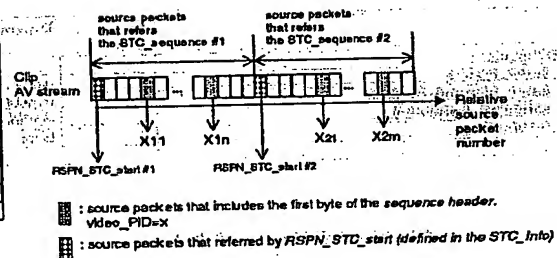 source packets
that refers
the STC_sequence #1
source packets
that refers
the STC_sequence #2
Clip
AV stream
Relative
source
packet
number
X11
X1n
X21
X2m
RSPN_STC_start #1
RSPN_STC_start #2
: source packets that includes the first byte of the sequence header.
video_PID=x
: source packets that referred by RSPN_STC_start (defined in the STC_Info)